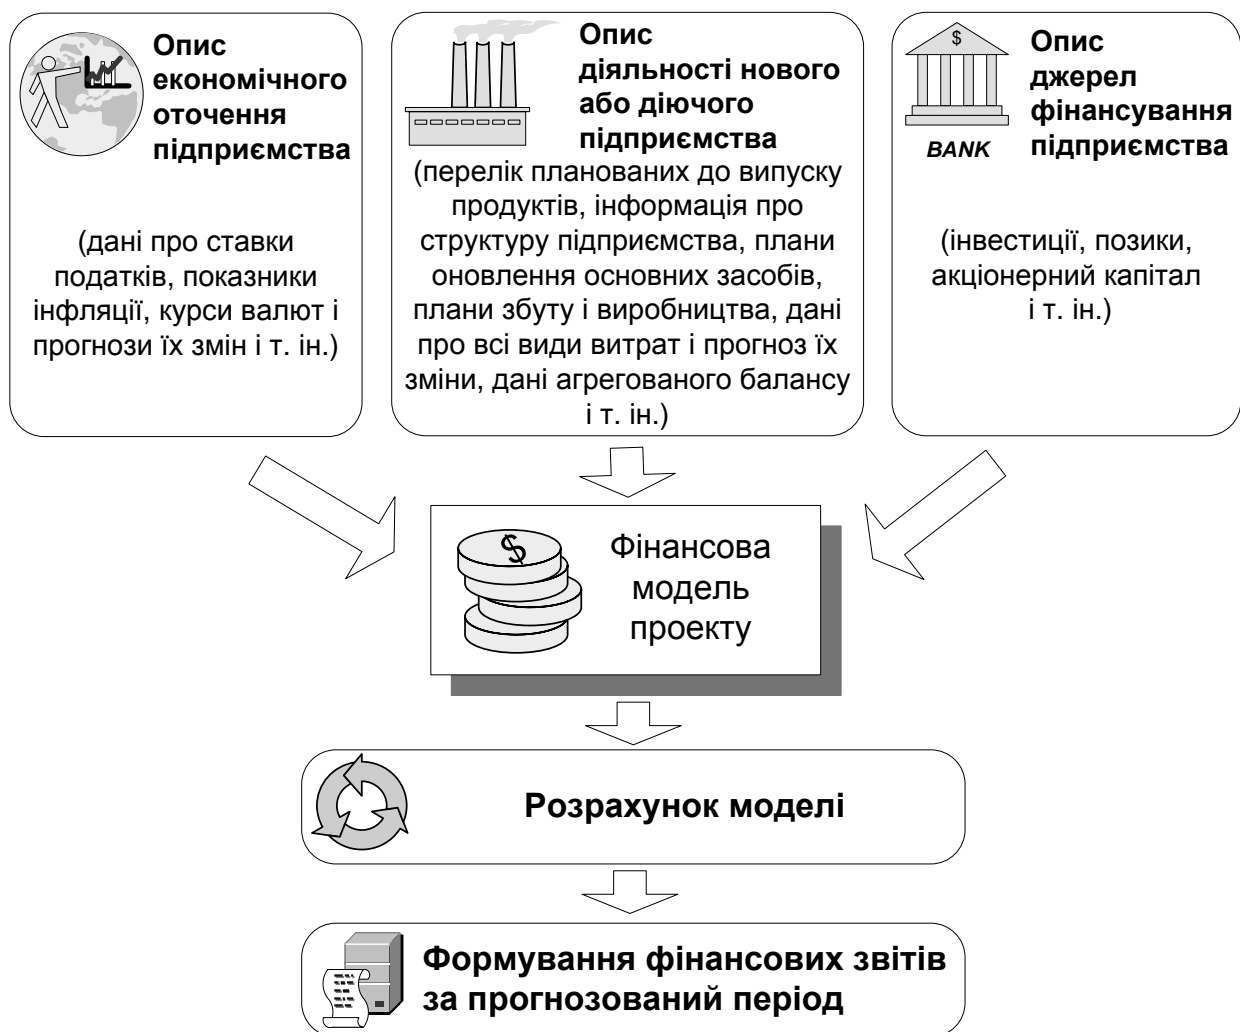 Опис
економічного
оточення
підприємства
(дані про ставки
податків, показники
інфляції, курси валют і
прогнози їх змін і т. ін.)
Опис
діяльності нового
або діючого
підприємства
(перелік планованих до випуску
продуктів, інформація про
структуру підприємства, плани
оновлення основних засобів,
плани збуту і виробництва, дані
про всі види витрат і прогноз їх
зміни, дані агрегованого балансу
і т. ін.)
$
BANK
Опис
джерел
фінансування
підприємства
(інвестиції, позики,
акціонерний капітал
і т. ін.)
$
Фінансова
модель
проекту
Розрахунок моделі
Формування фінансових звітів
за прогнозований період